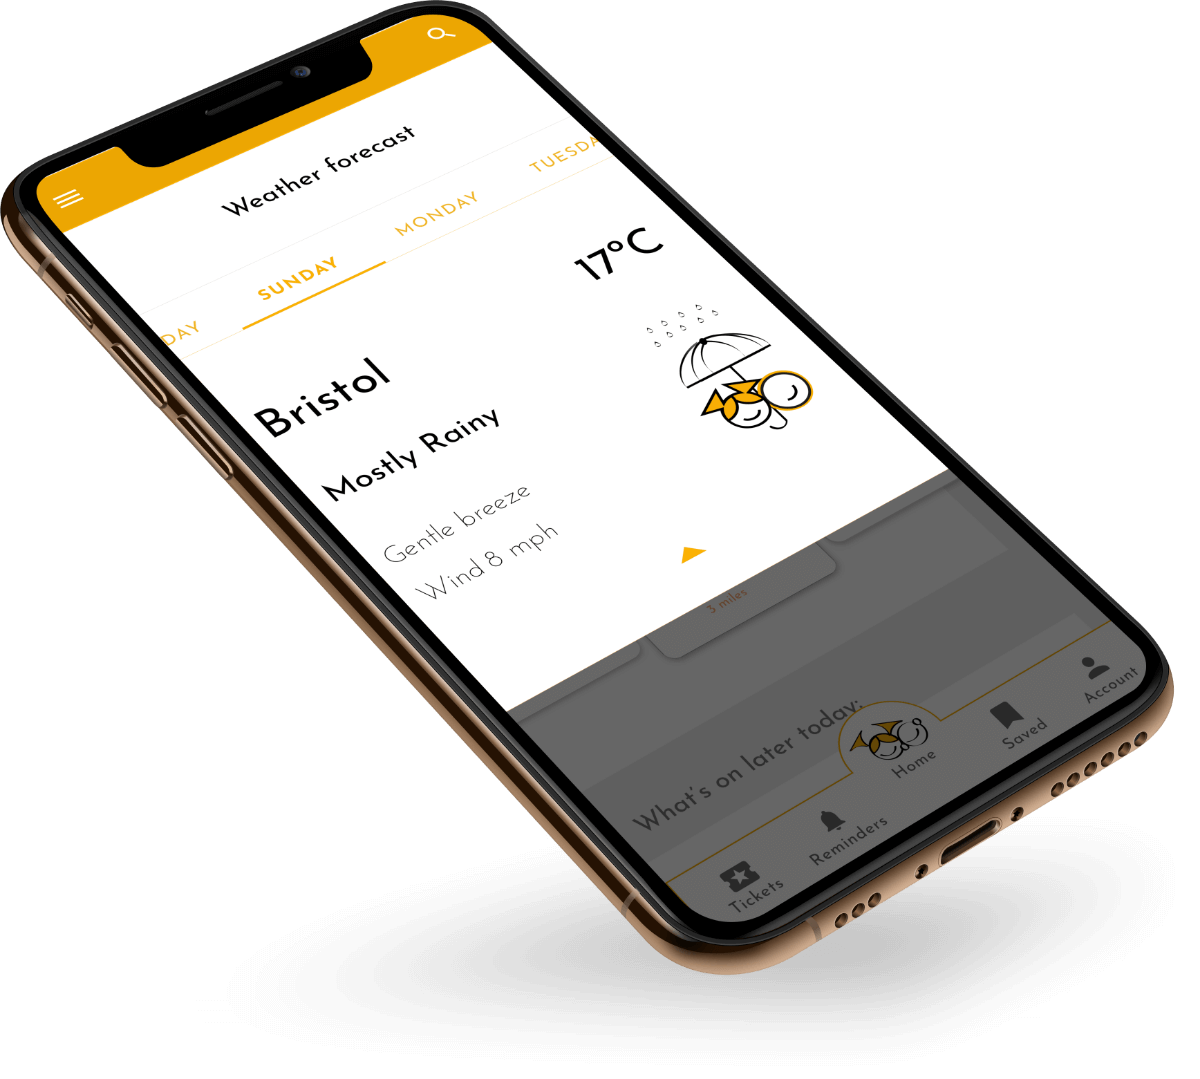 Weather forecast
DAY
SUNDAY
MONDAY
TUESDA
17°C
Bristol
Mostly Rainy
Gentle breeze
Wind 8 mph
3 miles
What's on later today:
Tickets
Reminders
Home
Saved
Account